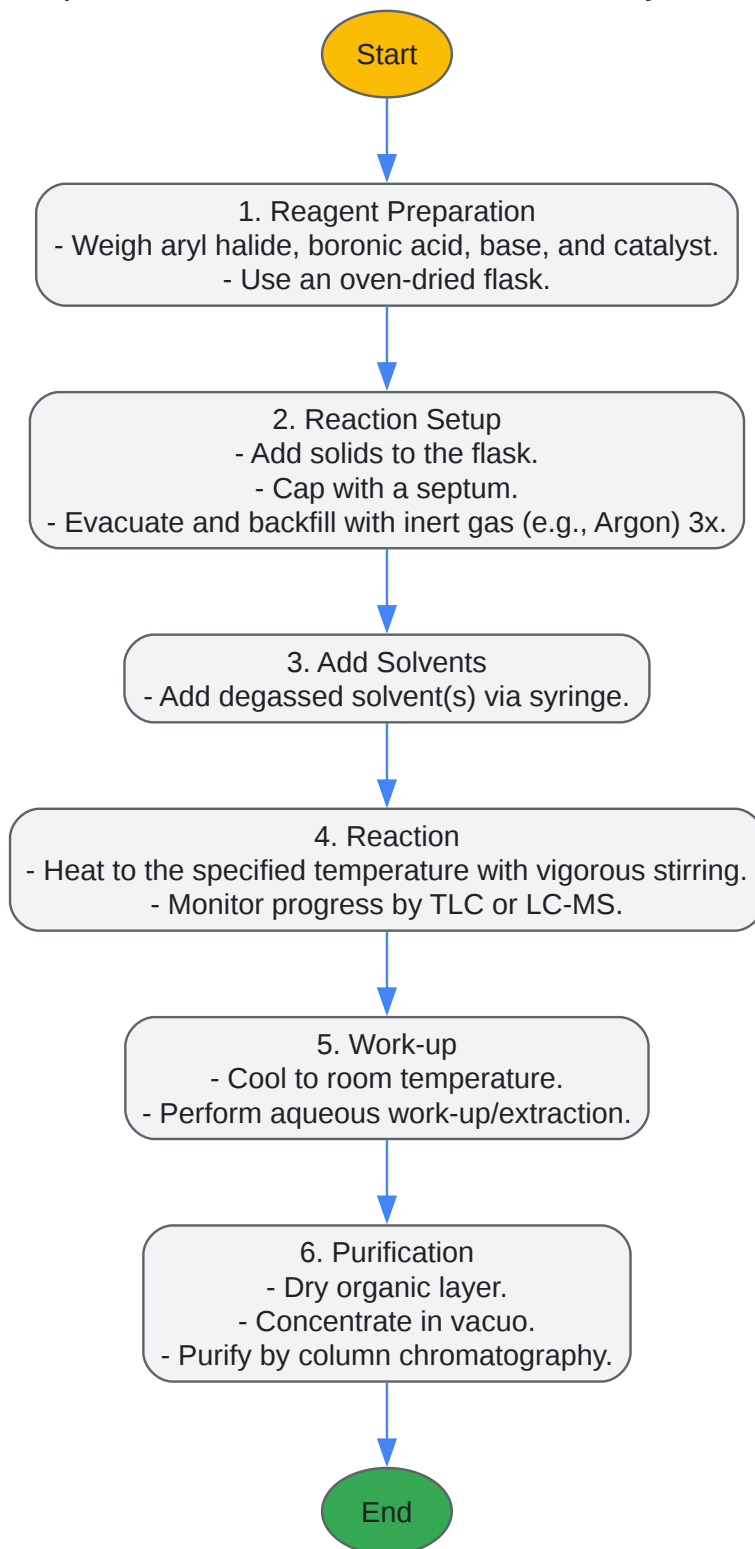 Start
1. Reagent Preparation
- Weigh aryl halide, boronic acid, base, and catalyst.
- Use an oven-dried flask.
2. Reaction Setup
- Add solids to the flask.
- Cap with a septum.
- Evacuate and backfill with inert gas (e.g., Argon) 3x.
3. Add Solvents
- Add degassed solvent(s) via syringe.
4. Reaction
- Heat to the specified temperature with vigorous stirring.
- Monitor progress by TLC or LC-MS.
5. Work-up
- Cool to room temperature.
- Perform aqueous work-up/extraction.
6. Purification
- Dry organic layer.
- Concentrate in vacuo.
- Purify by column chromatography.
End